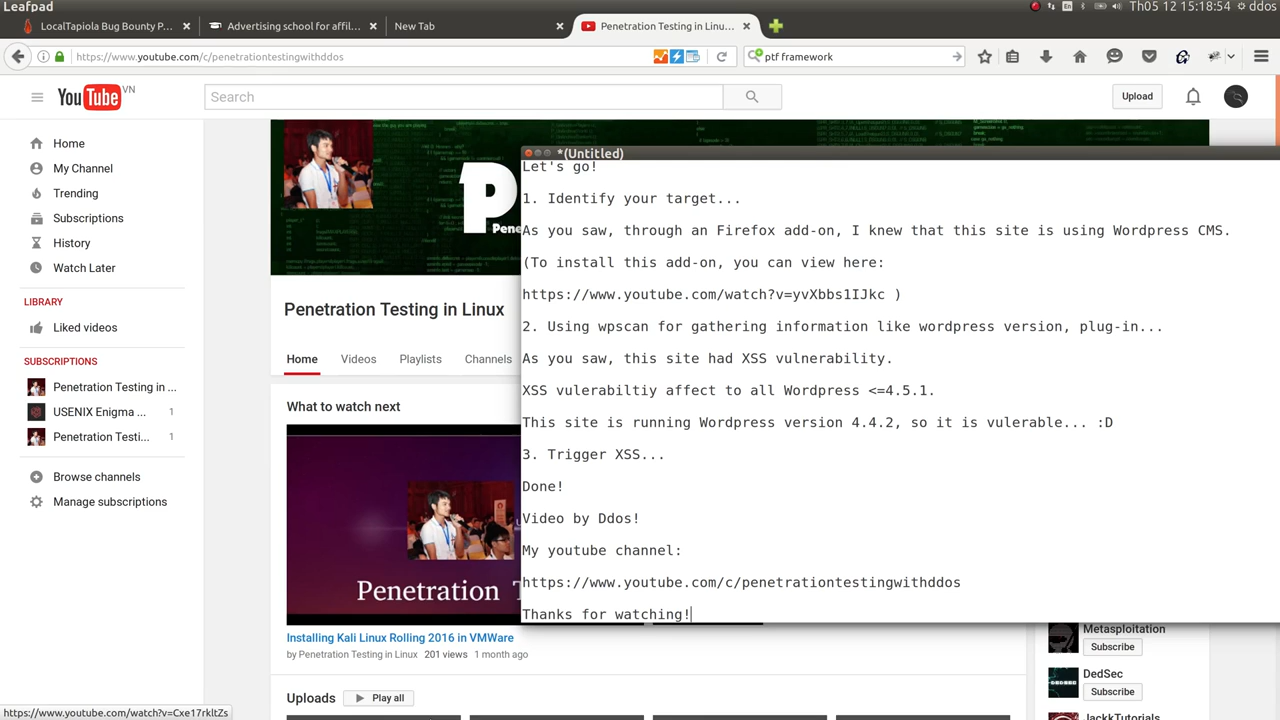 Leafpad
En
Th05 12 15:18:54
ddos
LocalTapiola Bug Bounty P...
Advertising school for affil...
New Tab
Penetration Testing in Linu...
https://www.youtube.com/c/penetrationtestingwithddos
ptf framework
YouTube VN
Search
Upload
Home
My Channel
Trending
Subscriptions
History
Watch Later
LIBRARY
Liked videos
SUBSCRIPTIONS
Penetration Testing in ...
USENIX Enigma ... 1
Penetration Testi... 1
Browse channels
Manage subscriptions
P
Pene
Penetration Testing in Linux
Home Videos Playlists Channels
What to watch next
Penetration T
Installing Kali Linux Rolling 2016 in VMWare
by Penetration Testing in Linux 201 views 1 month ago
Uploads Play all
*(Untitled)
Let's go!
1. Identify your target...
As you saw, through an Firefox add-on, I knew that this site is using Wordpress CMS.
(To install this add-on, you can view here:
https://www.youtube.com/watch?v=yvXbbs1IJkc )
2. Using wpscan for gathering information like wordpress version, plug-in...
As you saw, this site had XSS vulnerability.
XSS vulerabiltiy affect to all Wordpress <=4.5.1.
This site is running Wordpress version 4.4.2, so it is vulerable... :D
3. Trigger XSS...
Done!
Video by Ddos!
My youtube channel:
https://www.youtube.com/c/penetrationtestingwithddos
Thanks for watching!
Metasploitation
Subscribe
DedSec
Subscribe
JackkTutorials
https://www.youtube.com/watch?v=Cxe17rkltZs